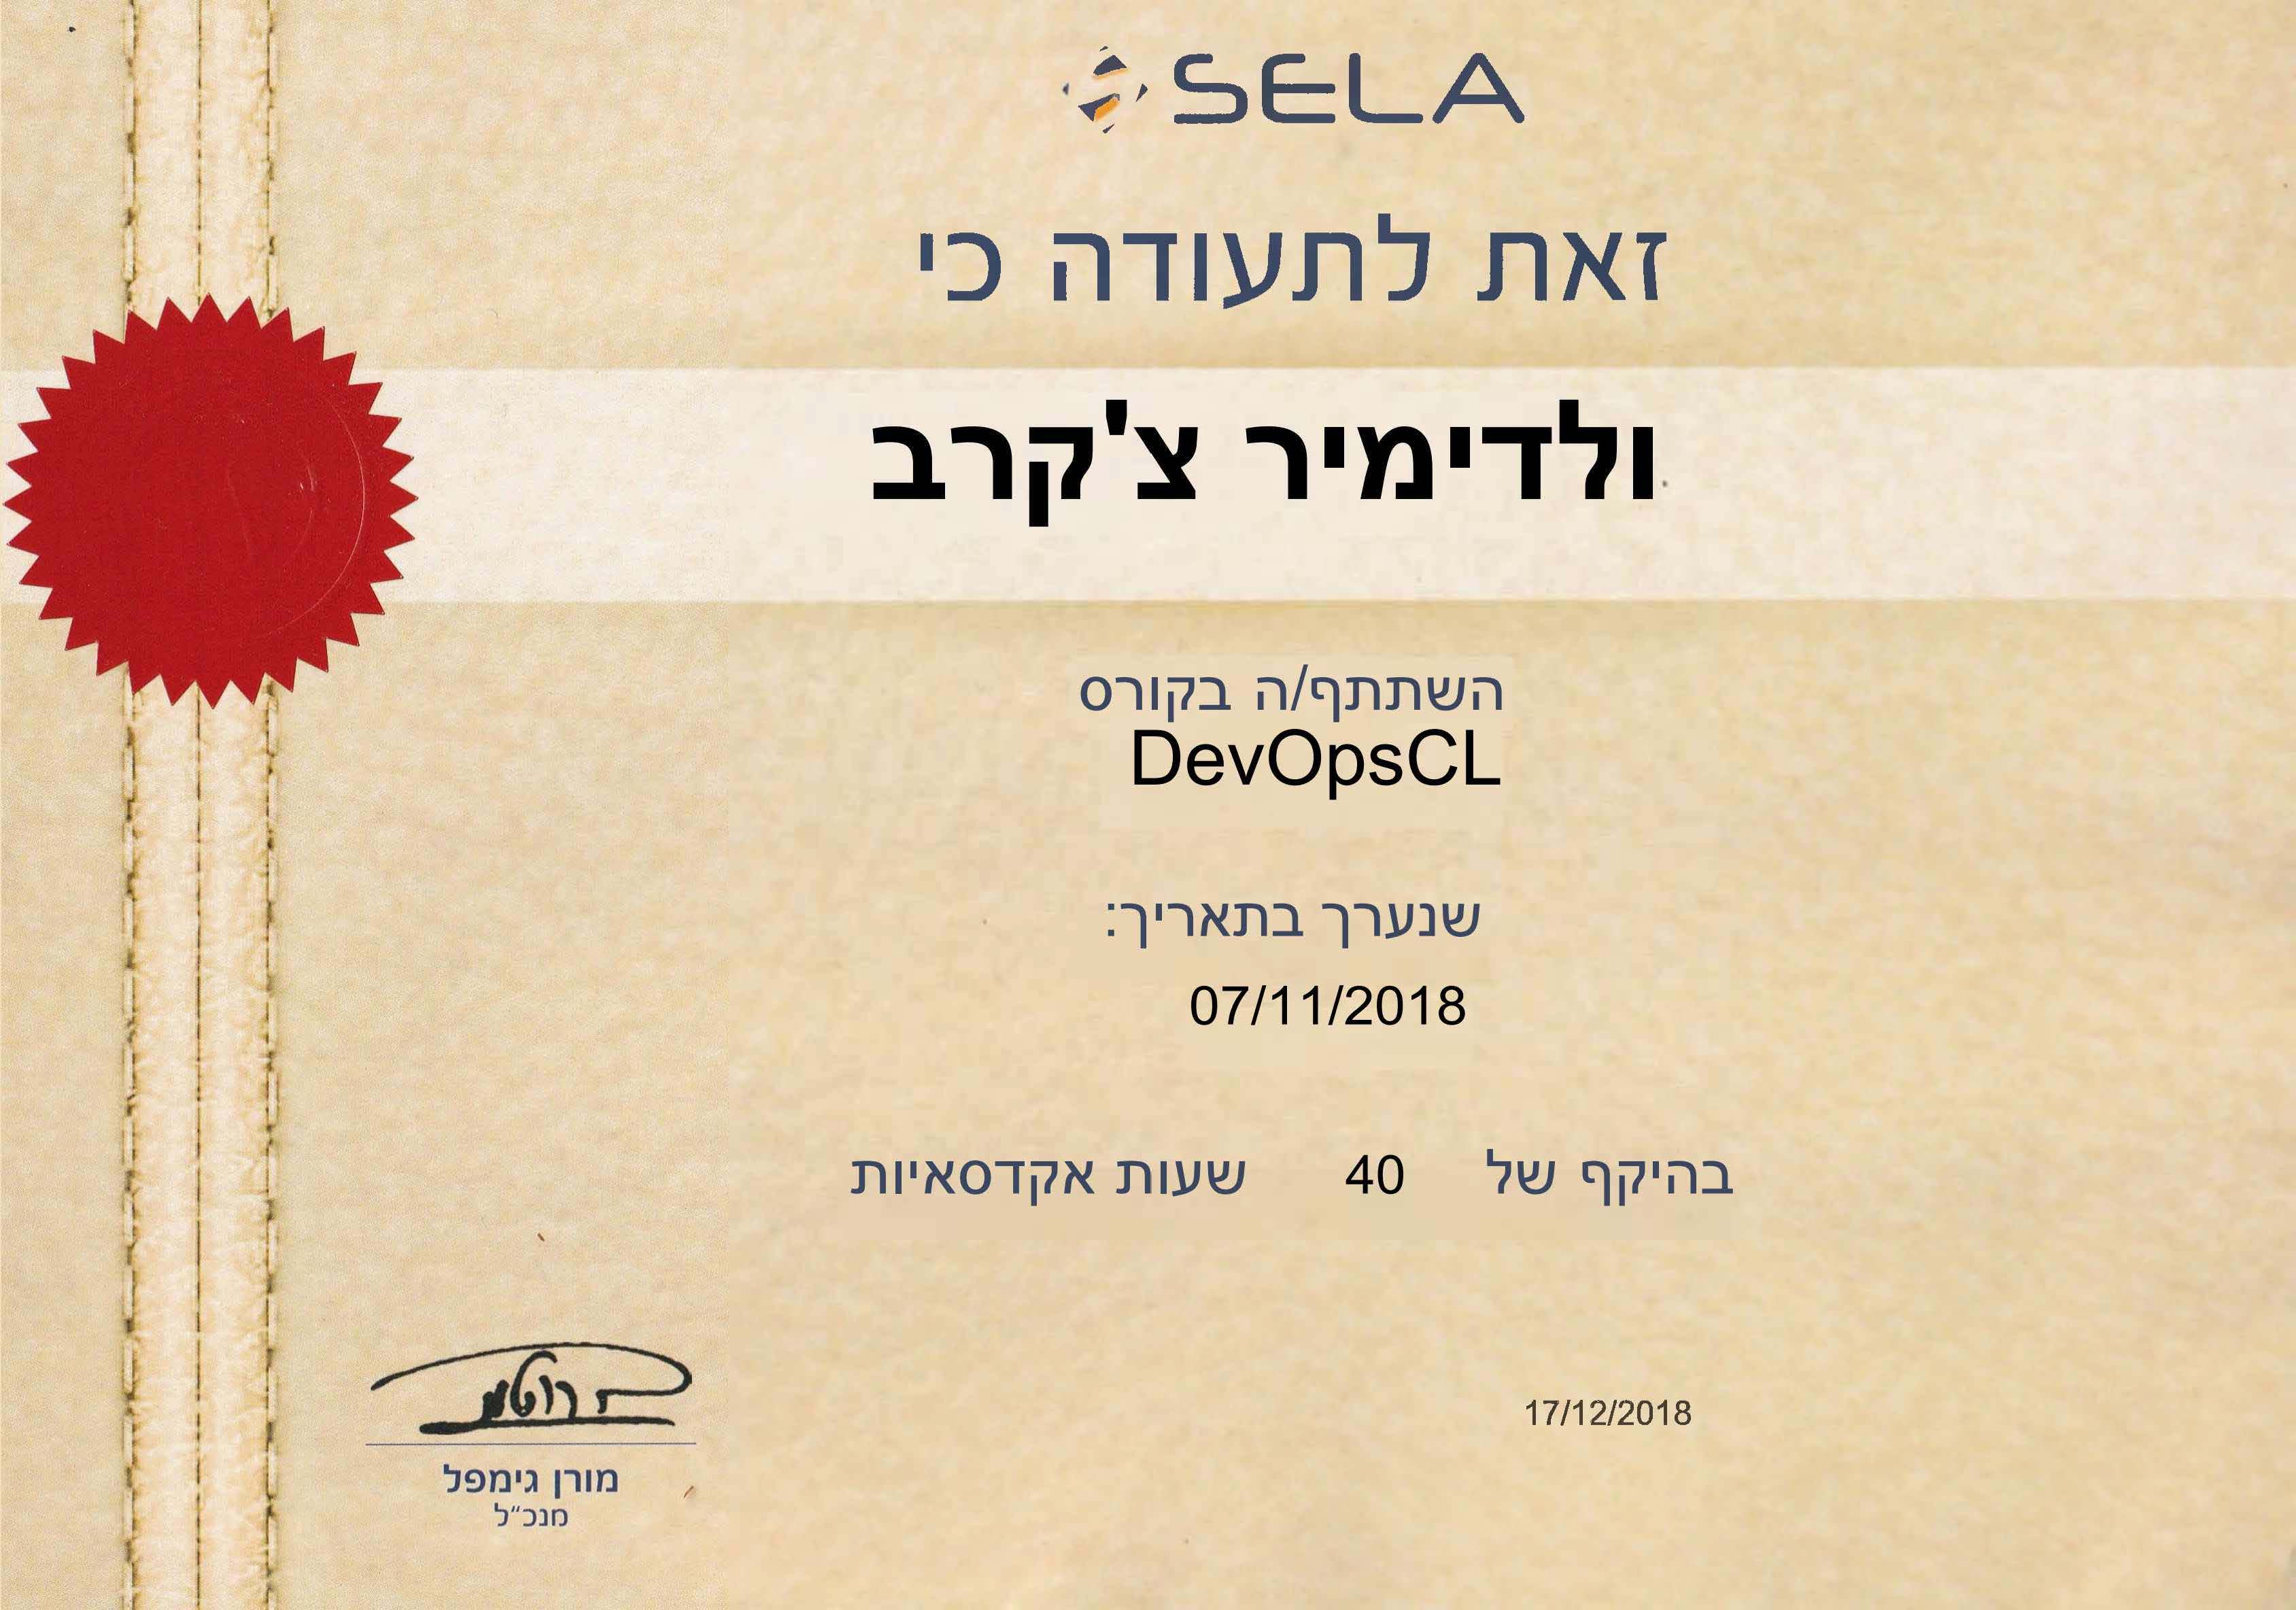 SELA
זאת לתעודה כי
ולדימיר צ'קרב
השתתף/ה בקורס
DevOpsCL
שנערך בתאריך:
07/11/2018
בהיקף של 40 שעות אקדסאיות
17/12/2018
מורן גימפל
מנכ״ל